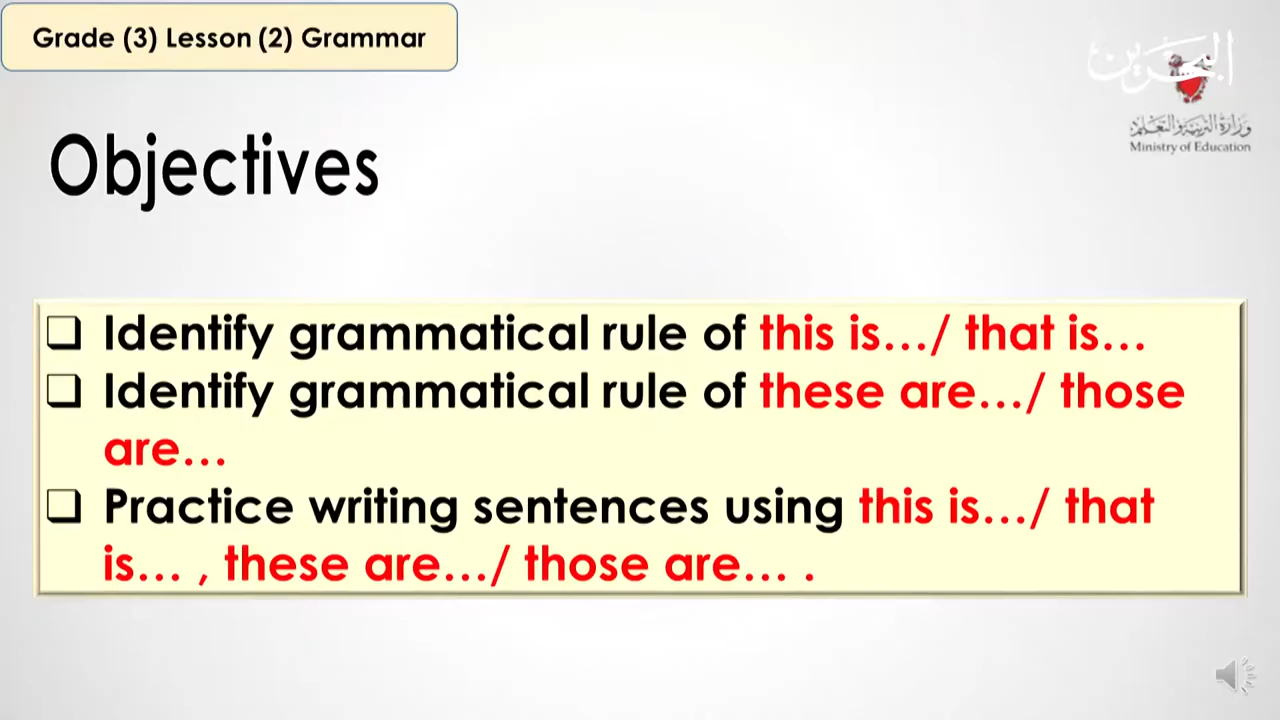 Grade (3) Lesson (2) Grammar
البحرين
وزارة التربية والتعليم
Ministry of Education
Objectives
❑ Identify grammatical rule of this is…/ that is…
❑ Identify grammatical rule of these are…/ those
are…
❑ Practice writing sentences using this is…/ that
is… , these are…/ those are… .